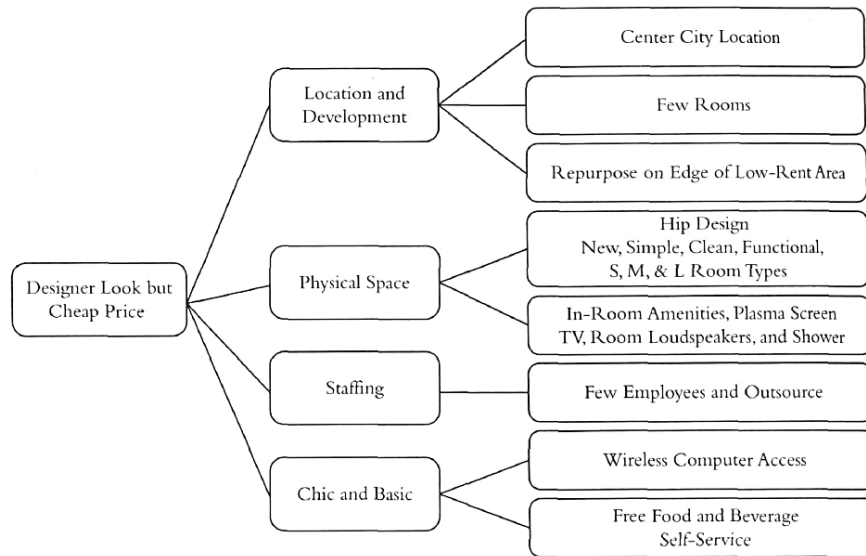 Designer Look but
Cheap Price
Location and
Development
Center City Location
Few Rooms
Repurpose on Edge of Low-Rent Area
Physical Space
Hip Design
New, Simple, Clean, Functional,
S, M, & L Room Types
In-Room Amenities, Plasma Screen
TV, Room Loudspeakers, and Shower
Staffing
Few Employees and Outsource
Chic and Basic
Wireless Computer Access
Free Food and Beverage
Self-Service